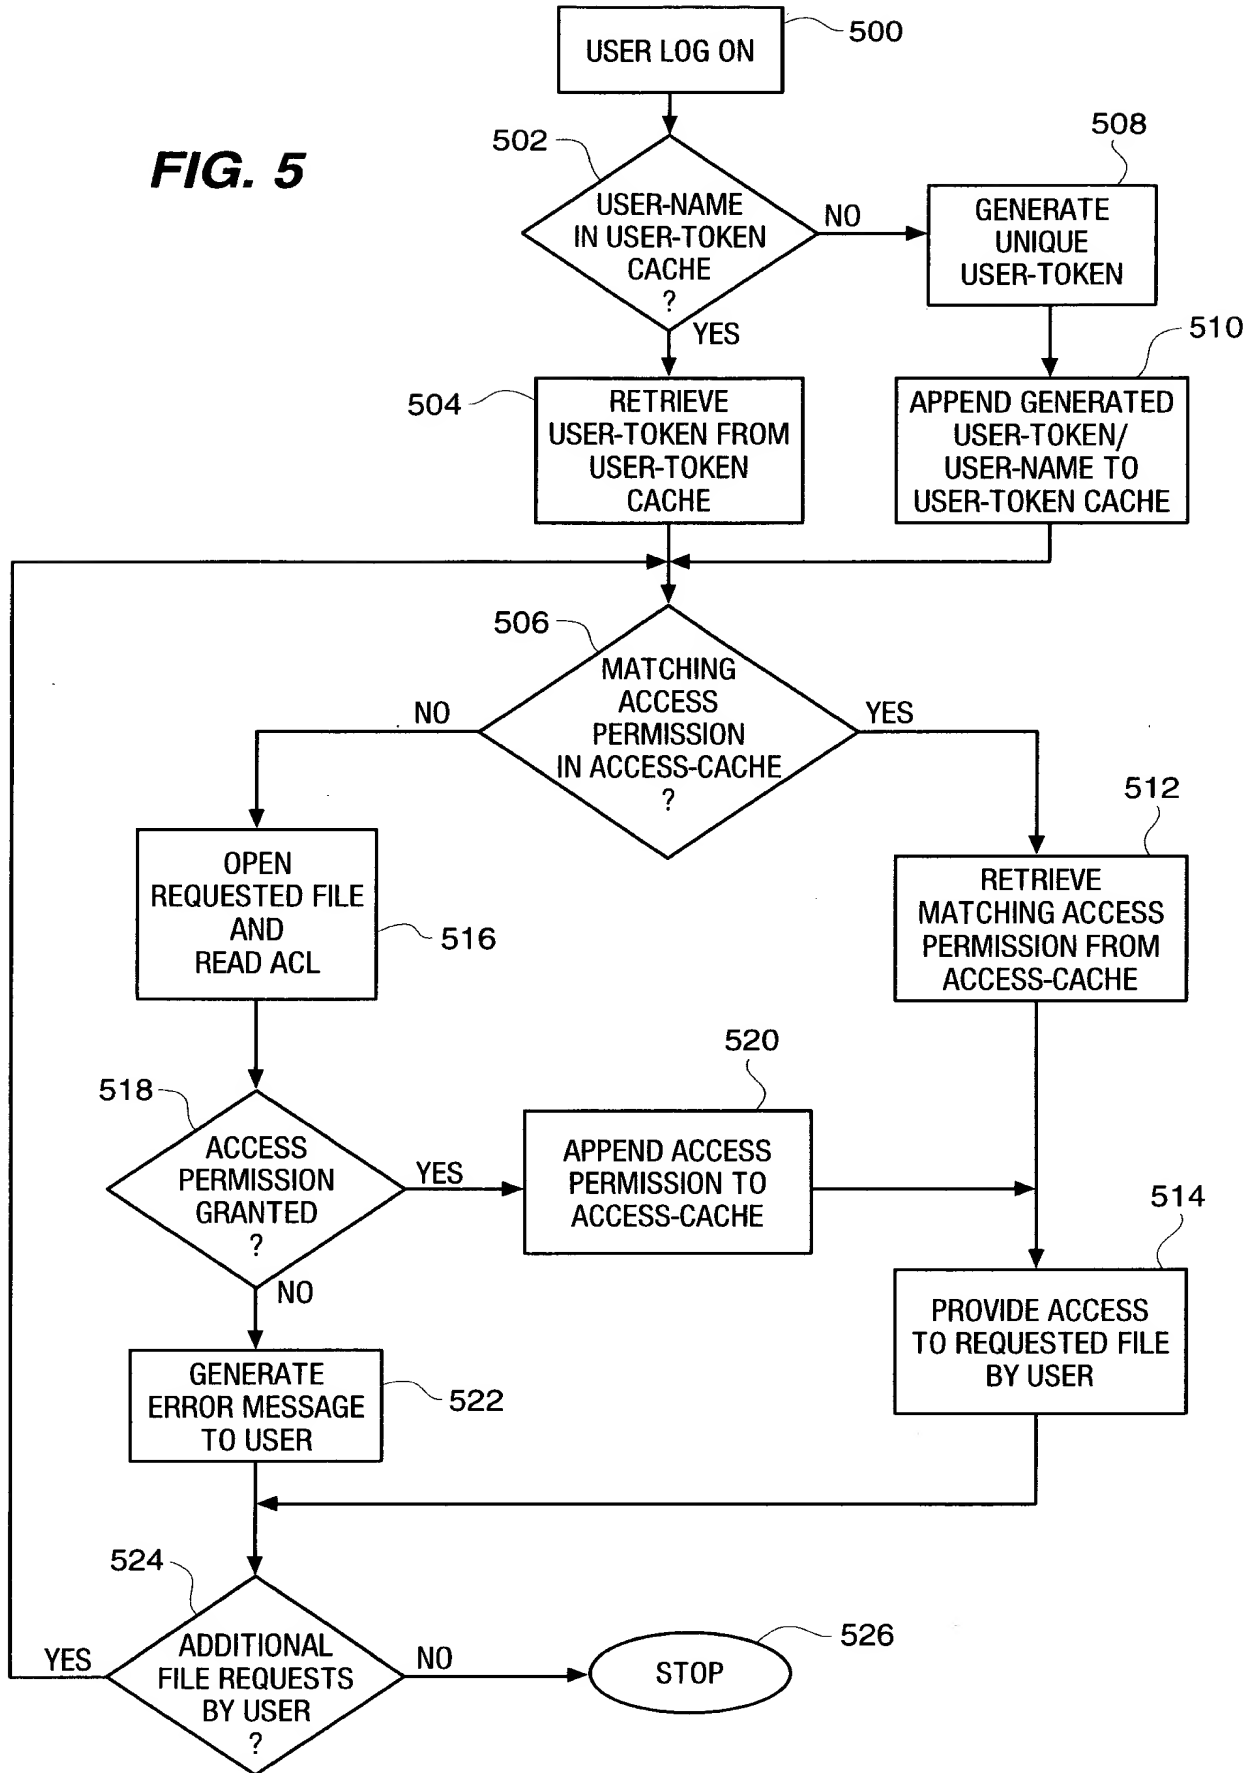 500
USER LOG ON
FIG. 5
502
508
USER-NAME
IN USER-TOKEN
CACHE
?
NO
GENERATE
UNIQUE
USER-TOKEN
YES
510
504
RETRIEVE
USER-TOKEN FROM
USER-TOKEN
CACHE
APPEND GENERATED
USER-TOKEN/
USER-NAME TO
USER-TOKEN CACHE
506
MATCHING
ACCESS
PERMISSION
IN ACCESS-CACHE
?
NO
YES
512
OPEN
REQUESTED FILE
AND
READ ACL
516
RETRIEVE
MATCHING ACCESS
PERMISSION FROM
ACCESS-CACHE
520
518
ACCESS
PERMISSION
GRANTED
?
YES
APPEND ACCESS
PERMISSION TO
ACCESS-CACHE
514
NO
PROVIDE ACCESS
TO REQUESTED FILE
BY USER
GENERATE
ERROR MESSAGE
TO USER
522
524
ADDITIONAL
FILE REQUESTS
BY USER
?
YES
NO
STOP
526